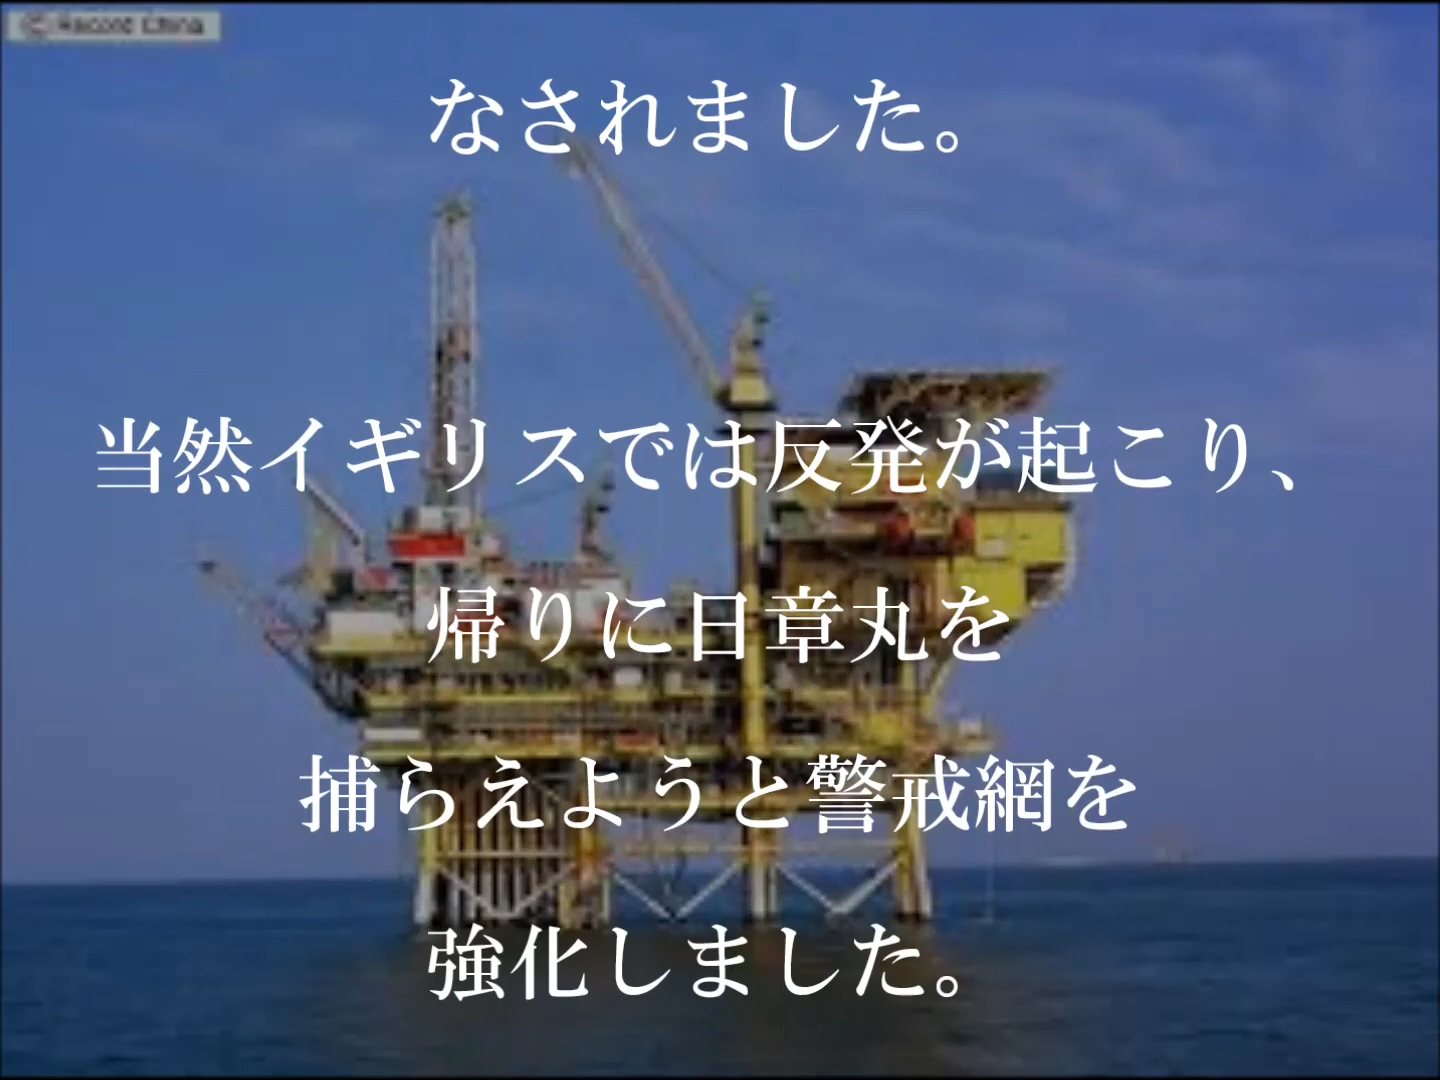 © Record China
なされました。
当然イギリスでは反発が起こり、
帰りに日章丸を
捕らえようと警戒網を
強化しました。